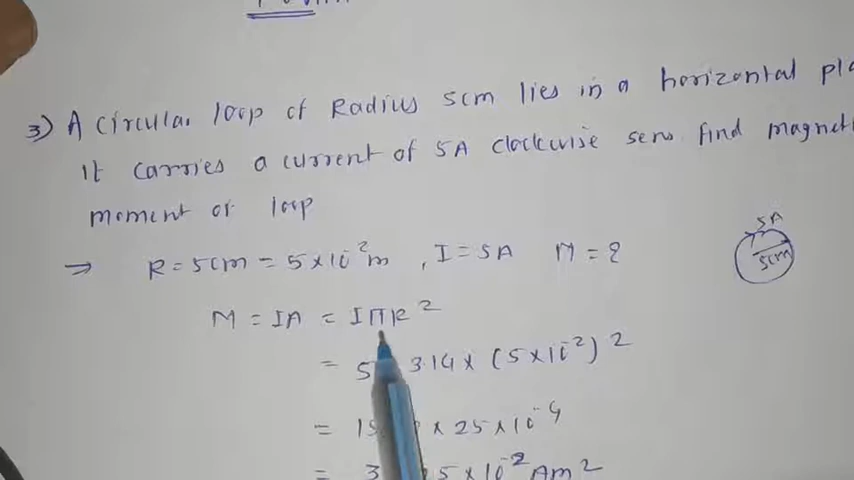 3) A circular loop of Radius 5cm lies in a horizontal
It carries a current of 5A clockwise sens find
moment of loop
5A
5cm
⇒ R = 5cm = 5×10⁻²m , I = 5A M = ?
M = IA = IΠR²
= 5 3.14 × (5×10⁻²)²
= × 25×10⁻⁴
= 5×10⁻² Am²